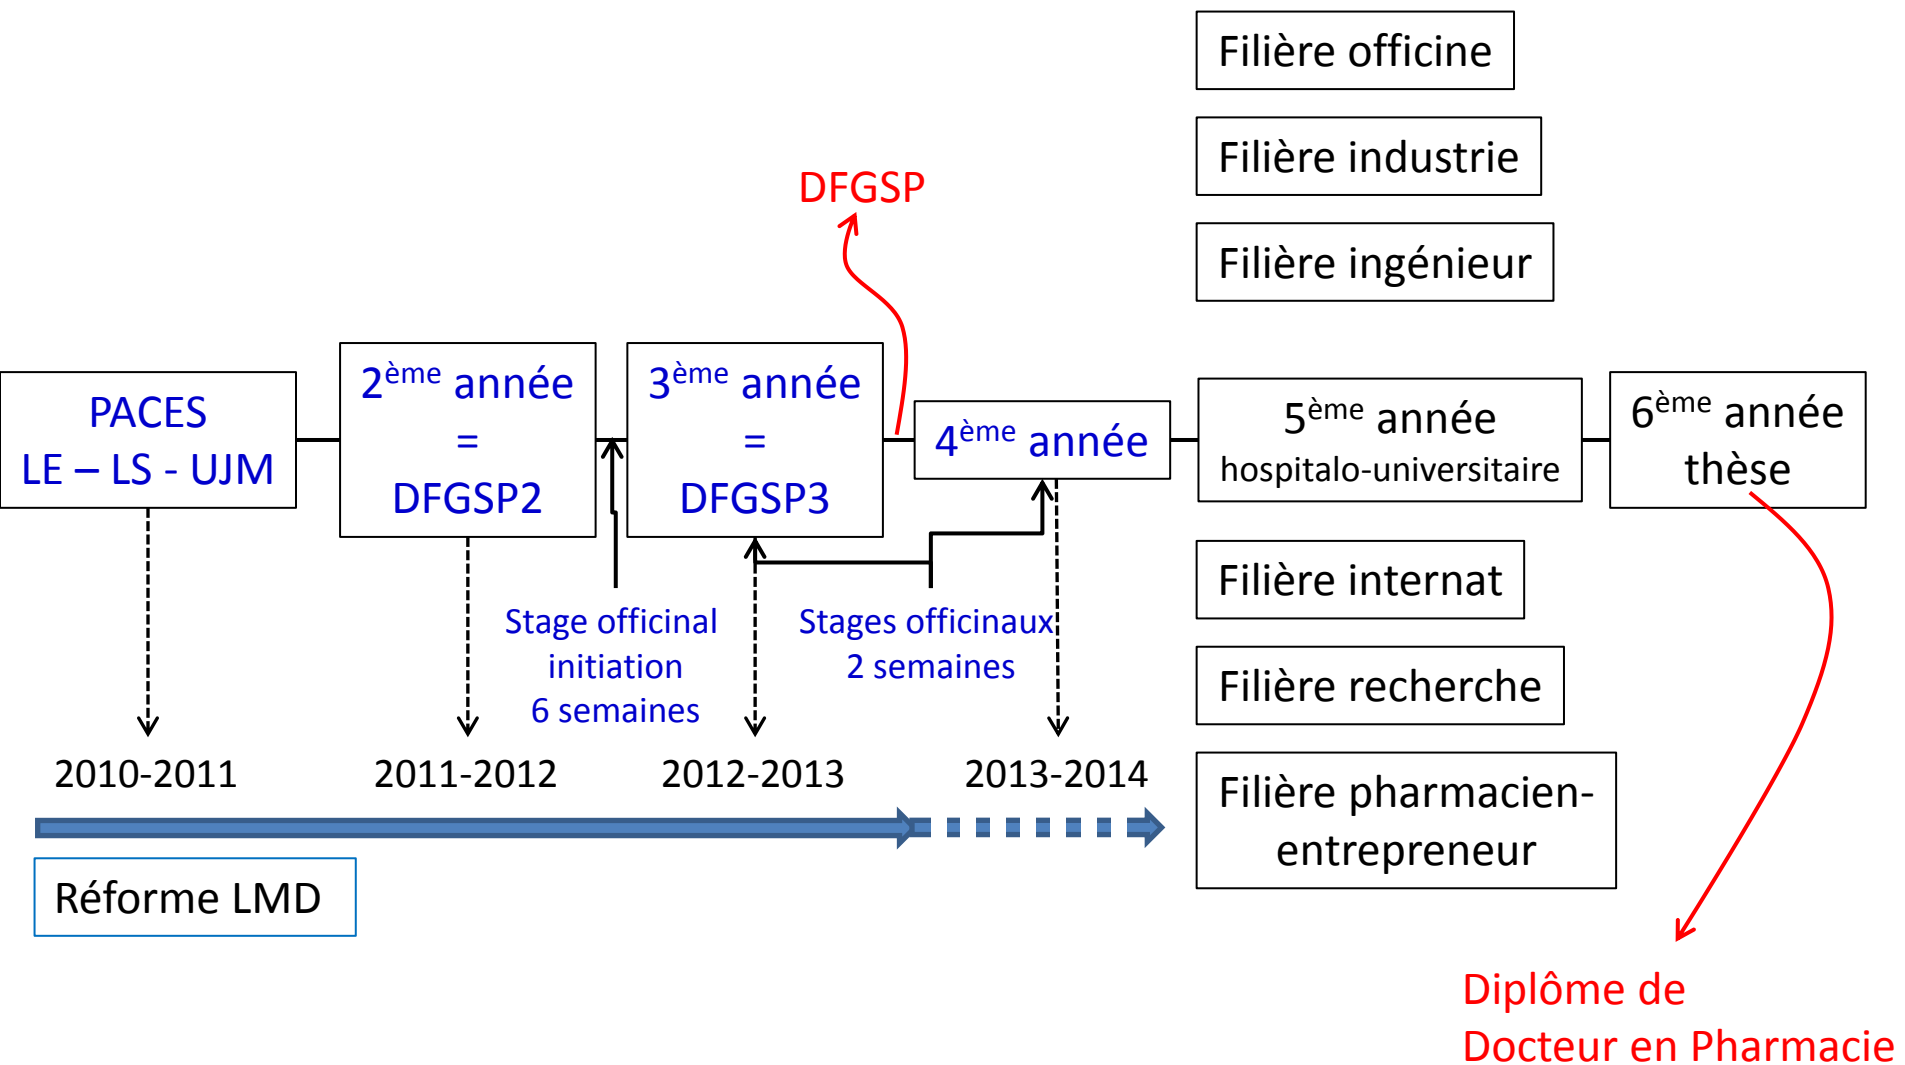 Filière officine
Filière industrie
DFGSP
Filière ingénieur
PACES
LE – LS - UJM
2ème année
=
DFGSP2
3ème année
=
DFGSP3
4ème année
5ème année
hospitalo-universitaire
6ème année
thèse
Stage officinal
initiation
6 semaines
Stages officinaux
2 semaines
Filière internat
Filière recherche
Filière pharmacien-
entrepreneur
2010-2011
2011-2012
2012-2013
2013-2014
Réforme LMD
Diplôme de
Docteur en Pharmacie